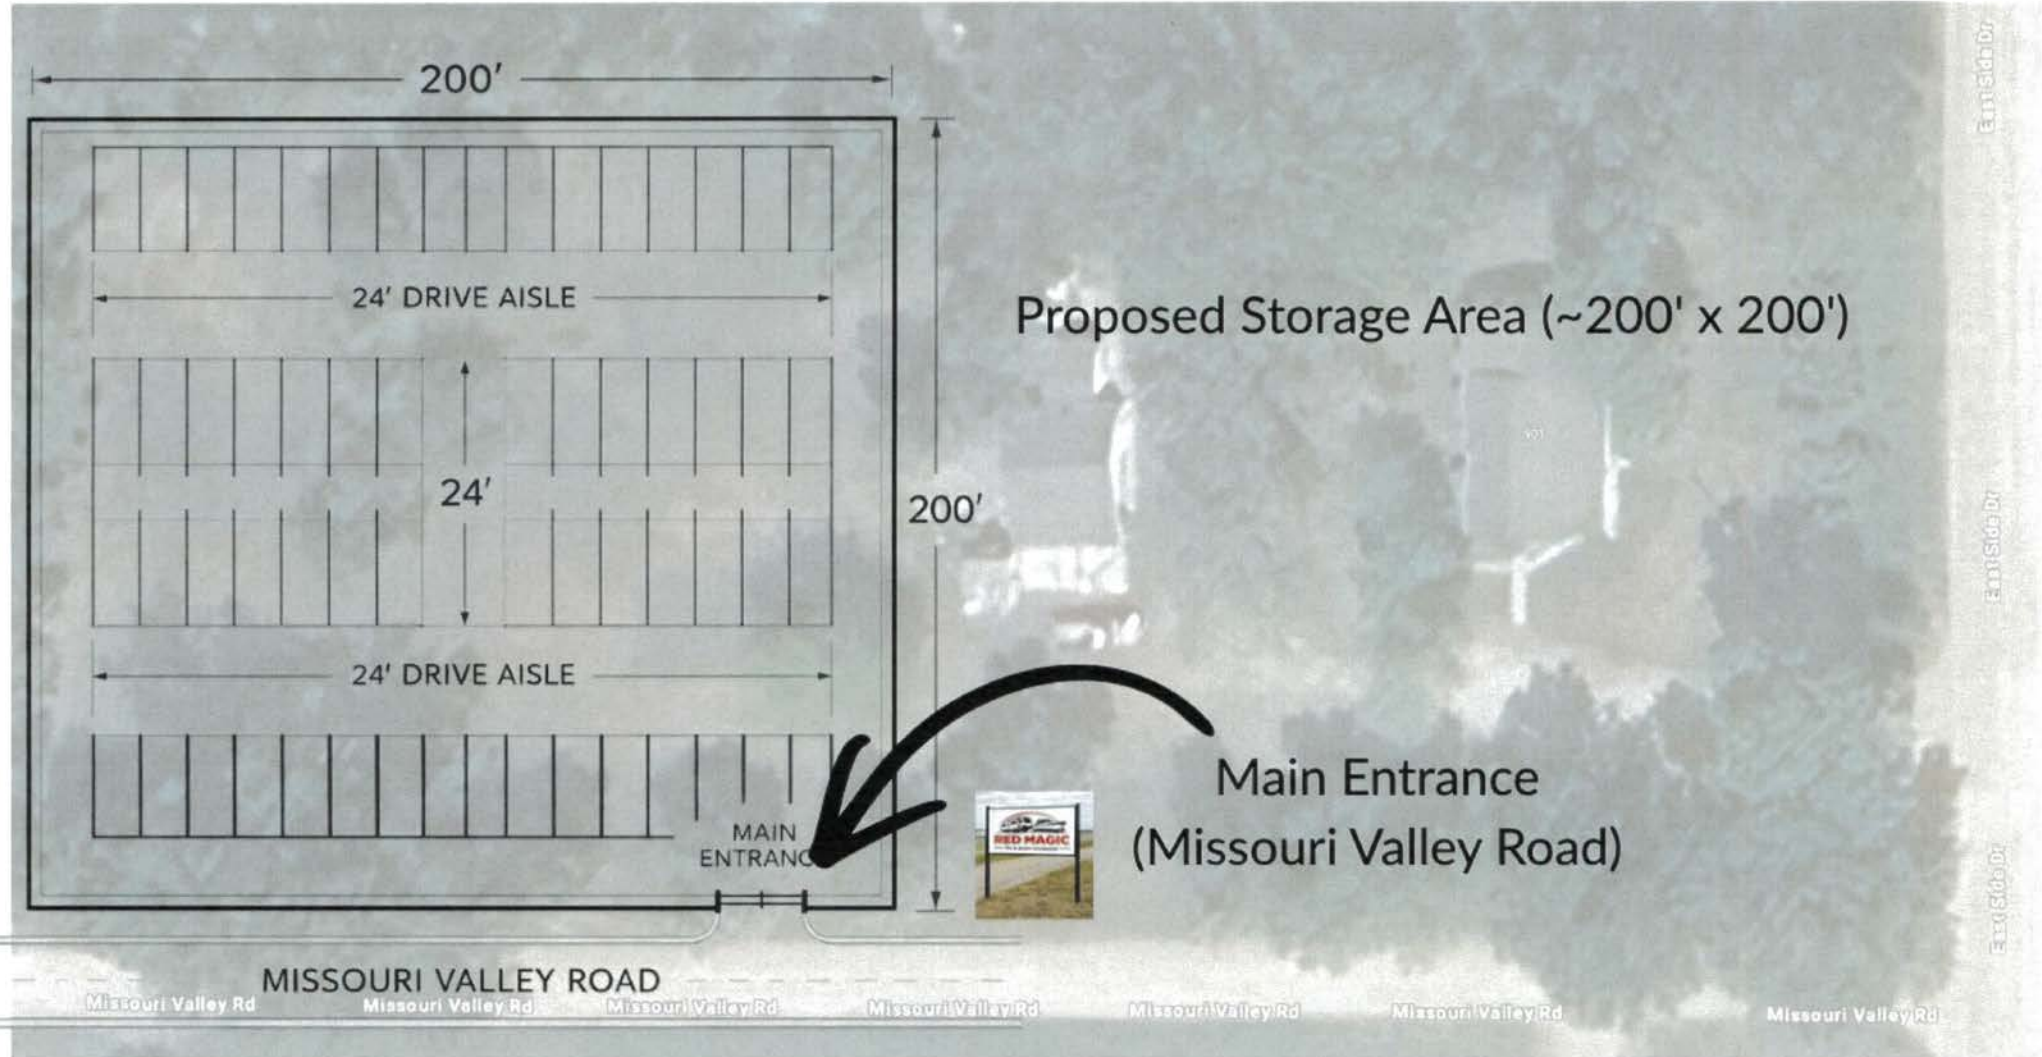 200'
24' DRIVE AISLE
Proposed Storage Area (~200' x 200')
24'
200'
24' DRIVE AISLE
Main Entrance
(Missouri Valley Road)
MAIN
ENTRANC
RED MAGIC
MISSOURI VALLEY ROAD
Missouri Valley Rd
Missouri Valley Rd
Missouri Valley Rd
Missouri Valley Rd
Missouri Valley Rd
Missouri Valley Rd
Missouri Valley Rd
East Side Dr
East Side Dr
East Side Dr